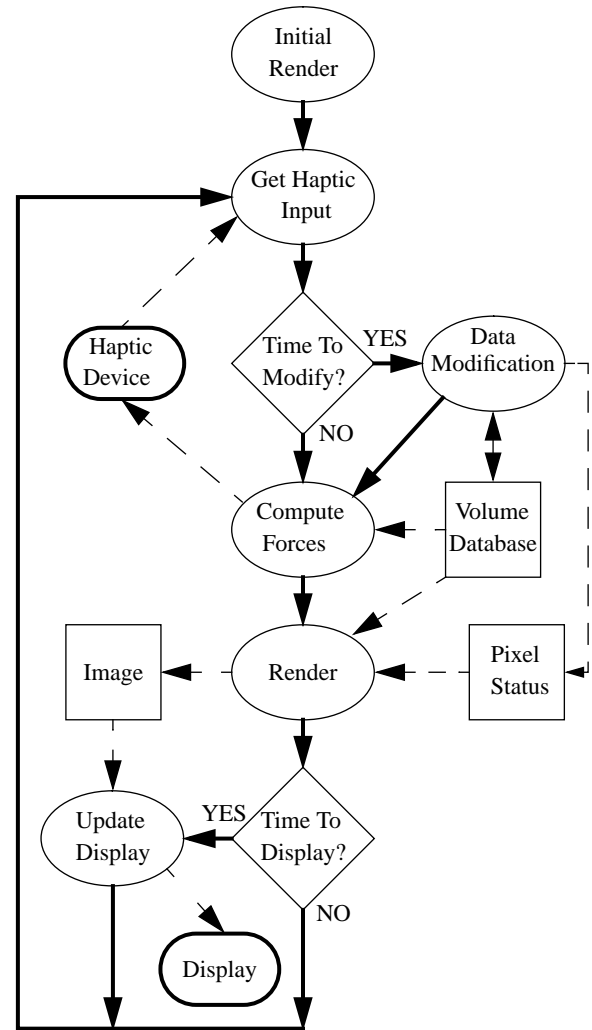 Initial
Render
Get Haptic
Input
Haptic
Device
Time To
Modify?
YES
NO
Data
Modification
Compute
Forces
Volume
Database
Image
Render
Pixel
Status
Update
Display
YES
Time To
Display?
NO
Display